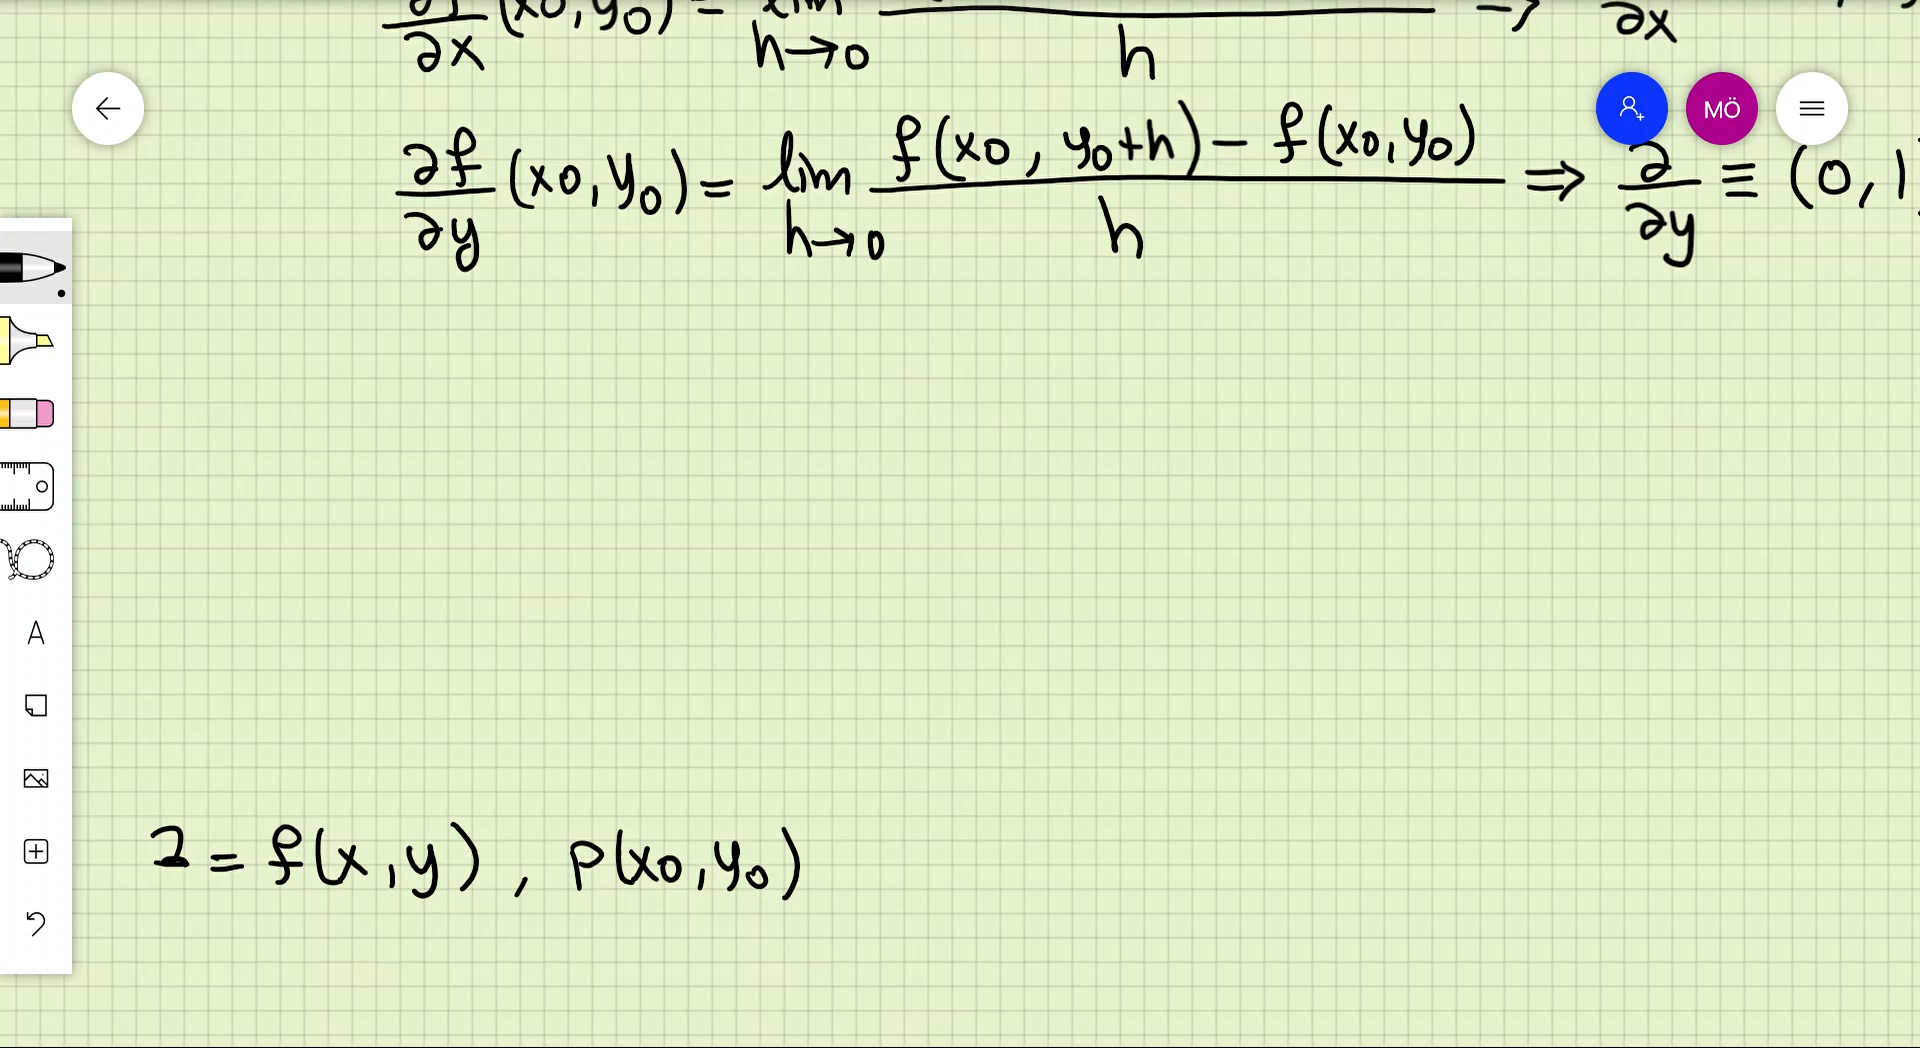 ∂f/∂x (x0, y0) = lim h→0 / h ⇒ ∂x
MÖ
∂f/∂y (x0, y0) = lim h→0 f(x0, y0+h) - f(x0, y0) / h ⇒ ∂/∂y ≡ (0, 1)
A
z = f(x, y), P(x0, y0)